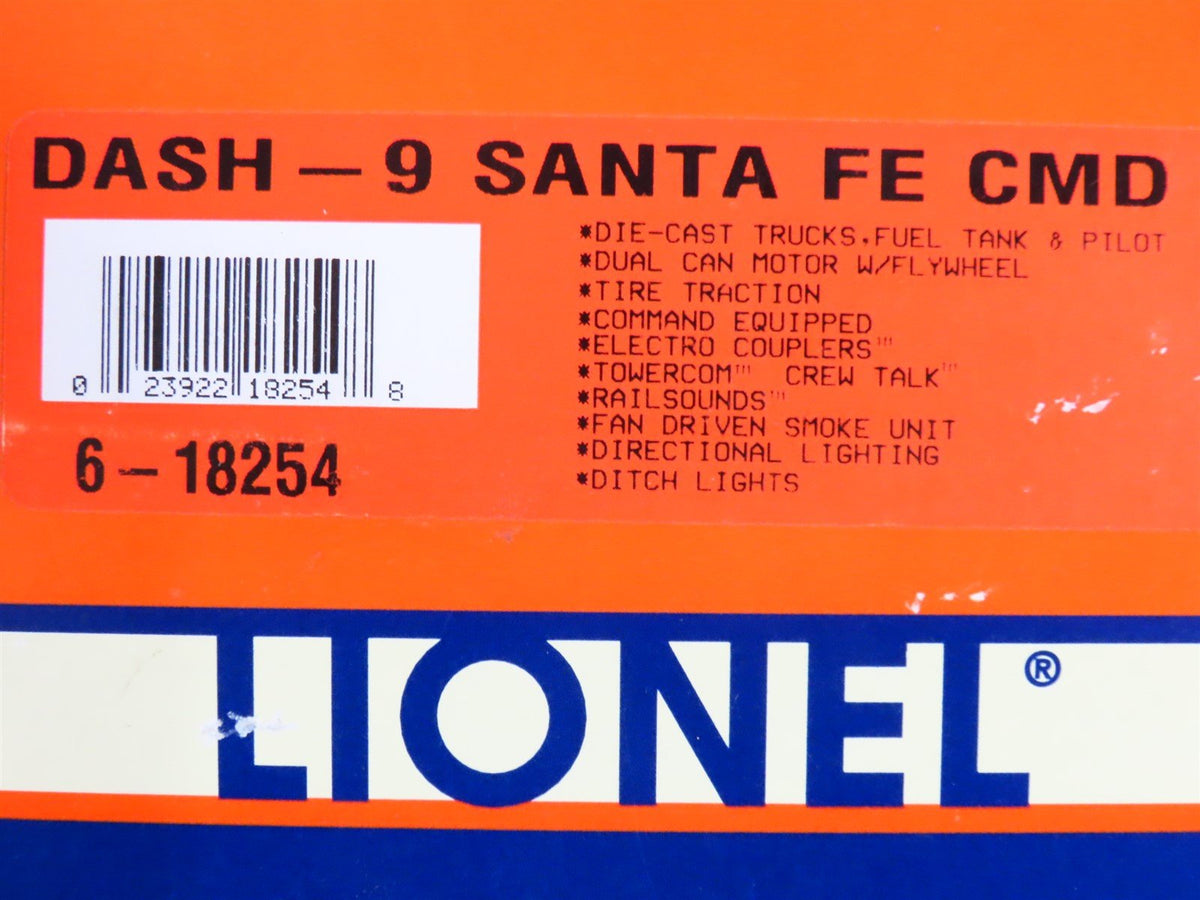 DASH – 9 SANTA FE CMD
*DIE-CAST TRUCKS,FUEL TANK & PILOT
*DUAL CAN MOTOR W/FLYWHEEL
*TIRE TRACTION
*COMMAND EQUIPPED
*ELECTRO COUPLERS™
*TOWERCOM™ CREW TALK™
*RAILSOUNDS™
*FAN DRIVEN SMOKE UNIT
*DIRECTIONAL LIGHTING
*DITCH LIGHTS
0 23922 18254 8
6 – 18254
LIONEL®